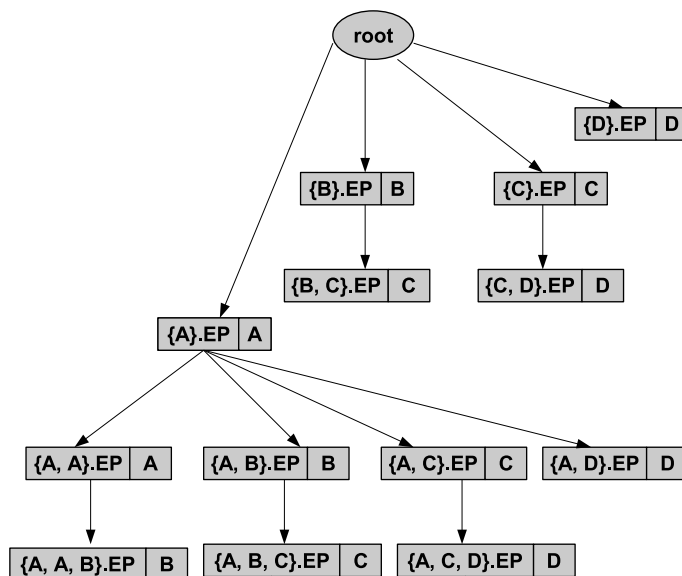 root
{D}.EP D
{B}.EP B
{C}.EP C
{B, C}.EP C
{C, D}.EP D
{A}.EP A
{A, A}.EP A
{A, B}.EP B
{A, C}.EP C
{A, D}.EP D
{A, A, B}.EP B
{A, B, C}.EP C
{A, C, D}.EP D